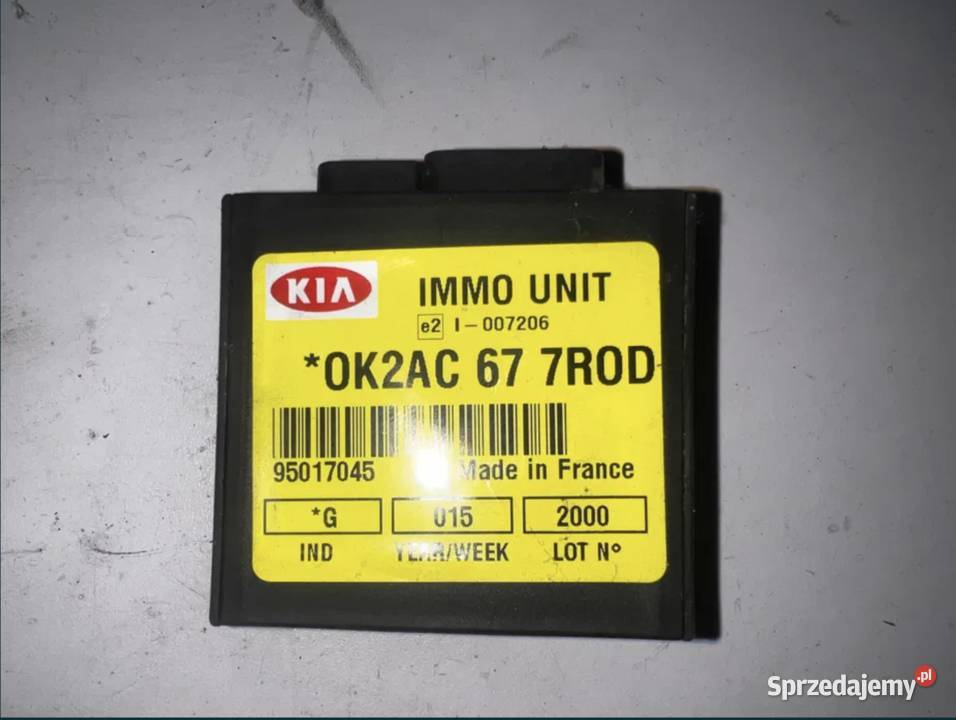 KIA
IMMO UNIT
e2 I-007206
*OK2AC 67 7ROD
95017045 Made in France
*G 015 2000
IND YEAR/WEEK LOT N°
Sprzedajemy.pl